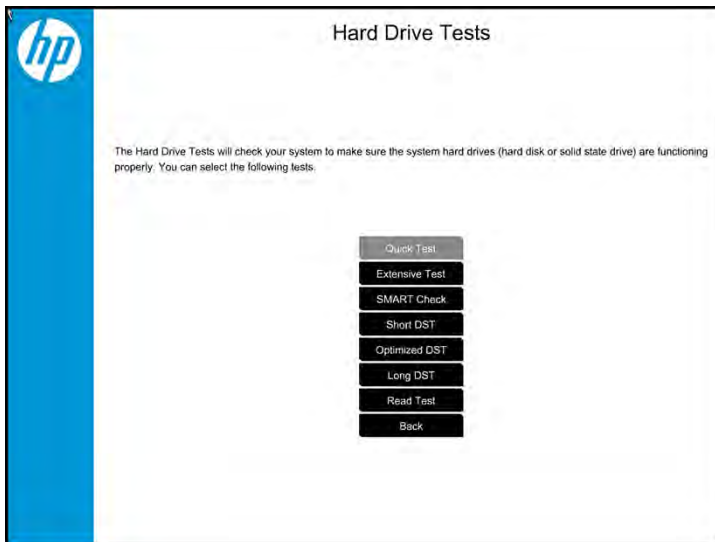 hp
Hard Drive Tests
The Hard Drive Tests will check your system to make sure the system hard drives (hard disk or solid state drive) are functioning
properly. You can select the following tests.
Quick Test
Extensive Test
SMART Check
Short DST
Optimized DST
Long DST
Read Test
Back